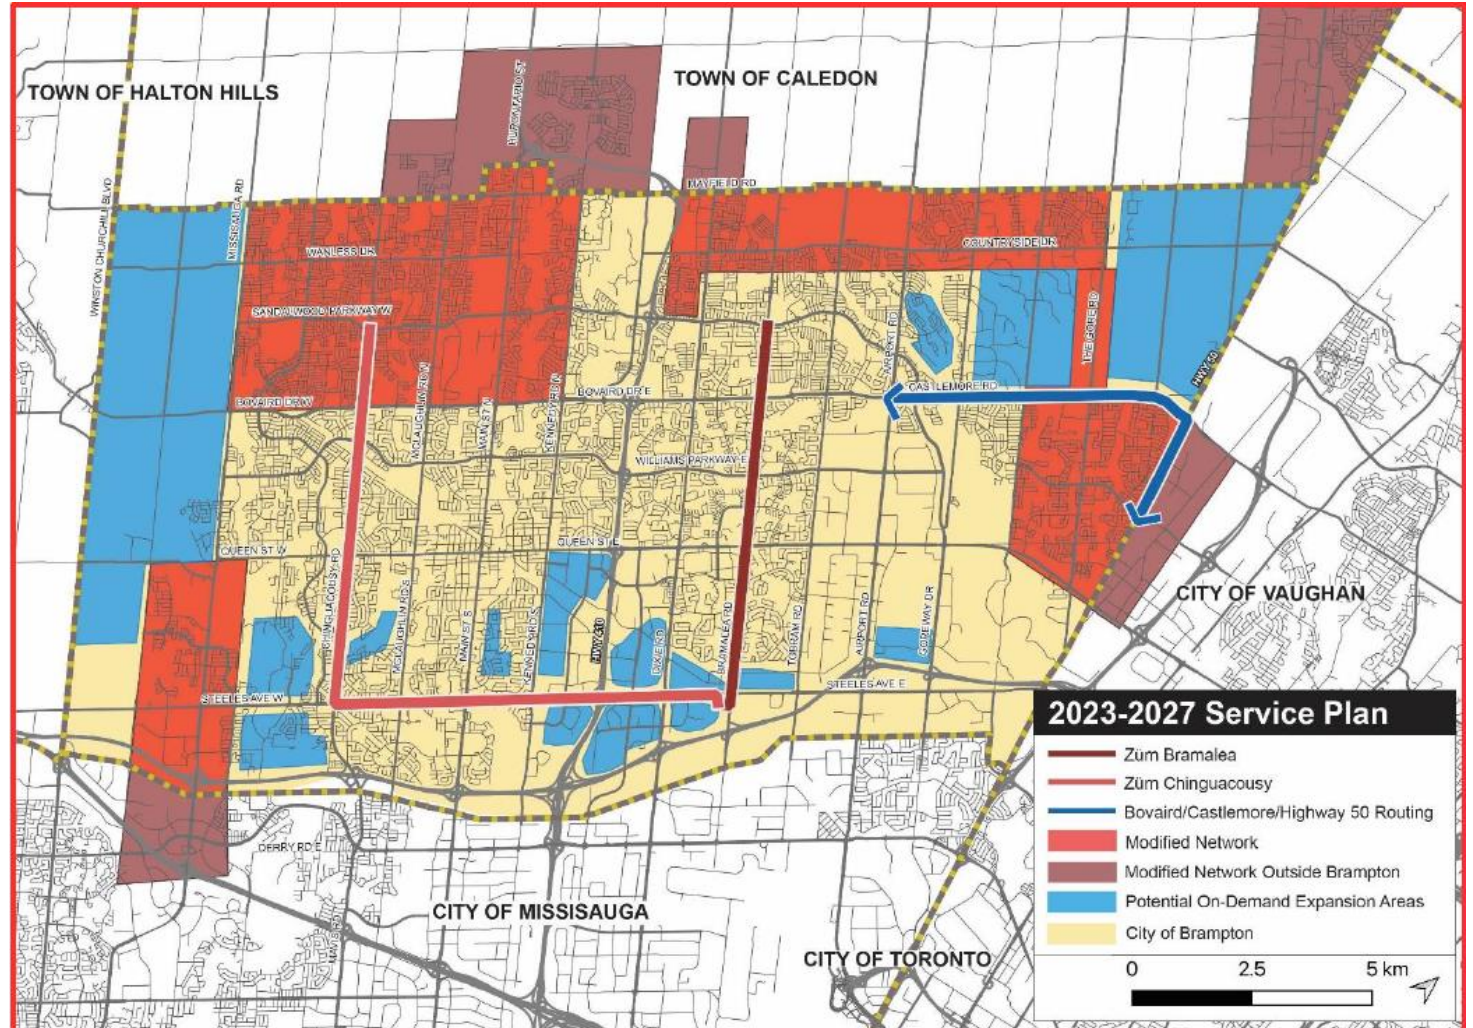 TOWN OF HALTON HILLS
TOWN OF CALEDON
HURONTARIO ST
MAYFIELD RD
WINSTON CHURCHILL BLVD
MISSISAUGA RD
WANLESS DR
COUNTRYSIDE DR
SANDALWOOD PARKWAY W
THE GORE RD
AIRPORT RD
HWY 50
CASTLEMORE RD
BOVAIRD DR W
MCLAUGHLIN RD N
MAIN ST N
KENNEDY RD N
BOVAIRD DR E
WILLIAMS PARKWAY E
QUEEN ST W
QUEEN ST E
CHINGUACOUSY RD
MCLAUGHLIN RD S
MAIN ST S
KENNEDY RD S
HWY 410
DIXIE RD
BRAMALEA RD
TORBRAM RD
AIRPORT RD
GOREWAY DR
CITY OF VAUGHAN
STEELES AVE W
STEELES AVE E
DERRY RD E
CITY OF MISSISAUGA
CITY OF TORONTO
2023-2027 Service Plan
Züm Bramalea
Züm Chinguacousy
Bovaird/Castlemore/Highway 50 Routing
Modified Network
Modified Network Outside Brampton
Potential On-Demand Expansion Areas
City of Brampton
0 2.5 5 km